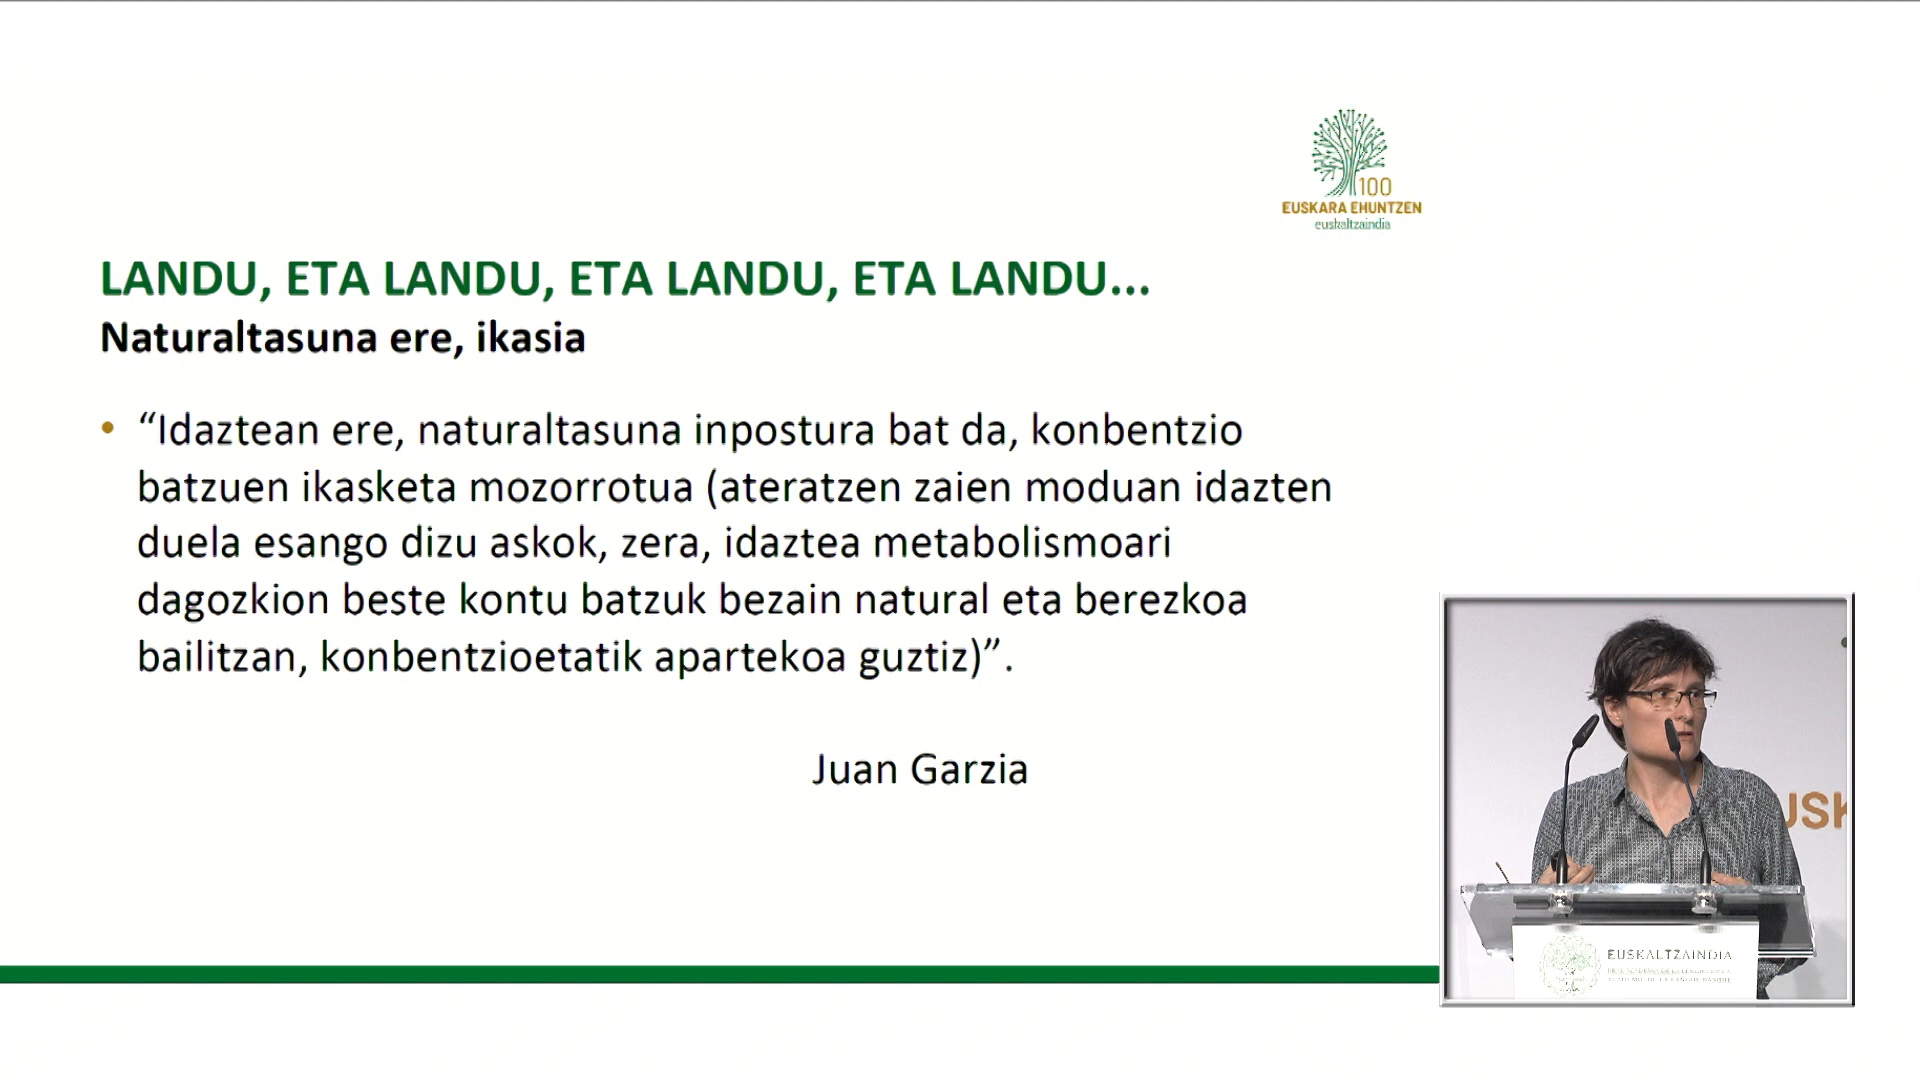 100
EUSKARA EHUNTZEN
euskaltzaindia
LANDU, ETA LANDU, ETA LANDU, ETA LANDU...
Naturaltasuna ere, ikasia
• “Idaztean ere, naturaltasuna inpostura bat da, konbentzio
batzuen ikasketa mozorrotua (ateratzen zaien moduan idazten
duela esango dizu askok, zera, idaztea metabolismoari
dagozkion beste kontu batzuk bezain natural eta berezkoa
bailitzan, konbentzioetatik apartekoa guztiz)”.
Juan Garzia
EUSKALTZAINDIA